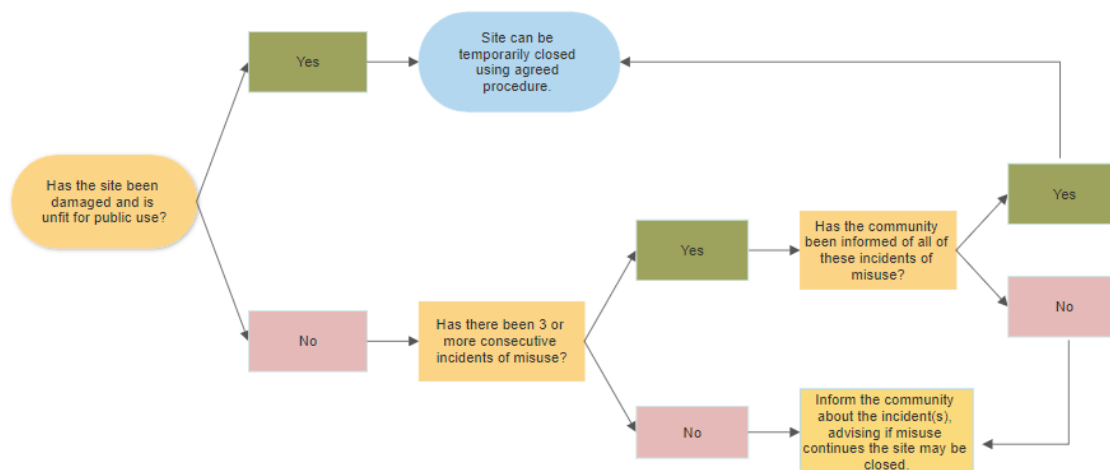 Yes
Site can be
temporarily closed
using agreed
procedure.
Has the site been
damaged and is
unfit for public use?
Yes
Yes
Has the community
been informed of all of
these incidents of
misuse?
No
No
Has there been 3 or
more consecutive
incidents of misuse?
No
Inform the community
about the incident(s),
advising if misuse
continues the site may be
closed.